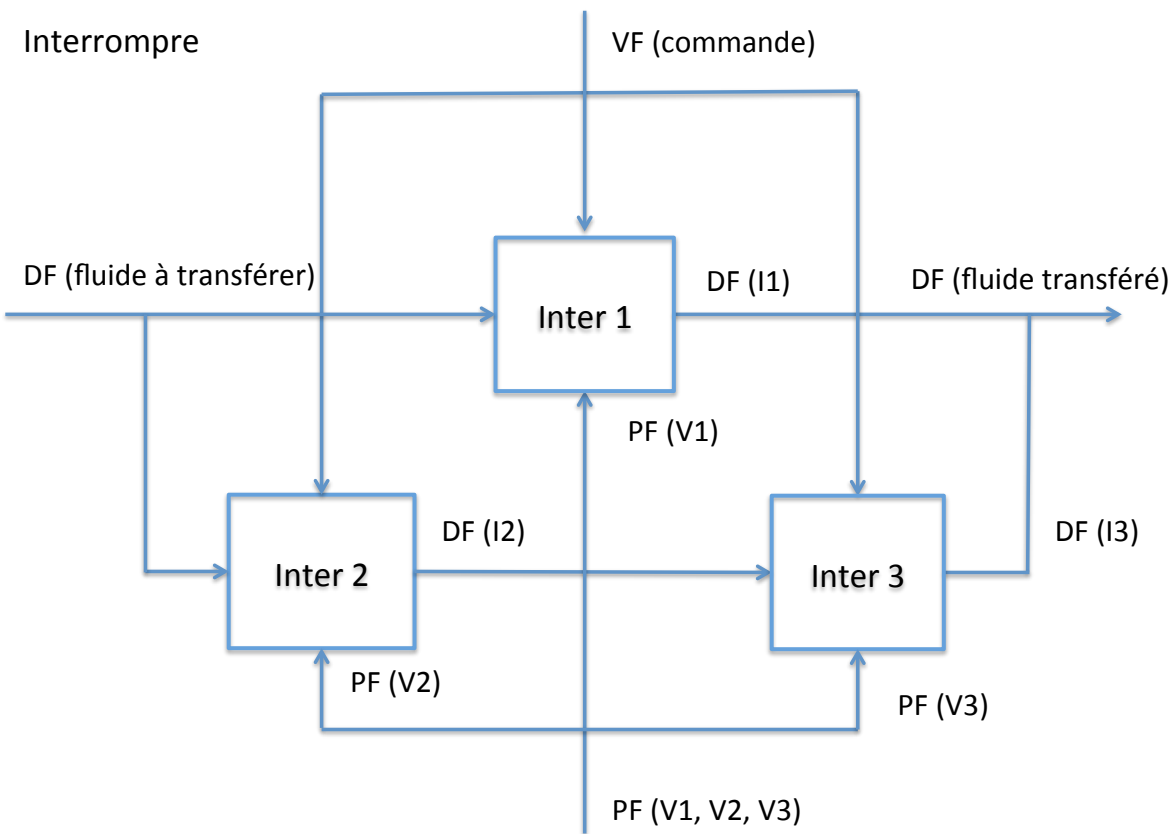 Interrompre
VF (commande)
DF (fluide à transférer)
DF (I1)
DF (fluide transféré)
Inter 1
PF (V1)
DF (I2)
DF (I3)
Inter 2
Inter 3
PF (V2)
PF (V3)
PF (V1, V2, V3)